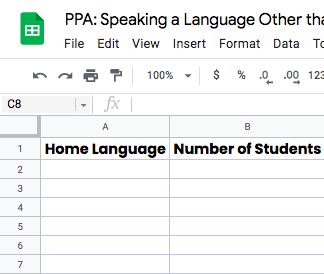 PPA: Speaking a Language Other tha
File Edit View Insert Format Data To
100% $ % .0 .00 123
C8 fx
A B
1 Home Language Number of Students
2
3
4
5
6
7